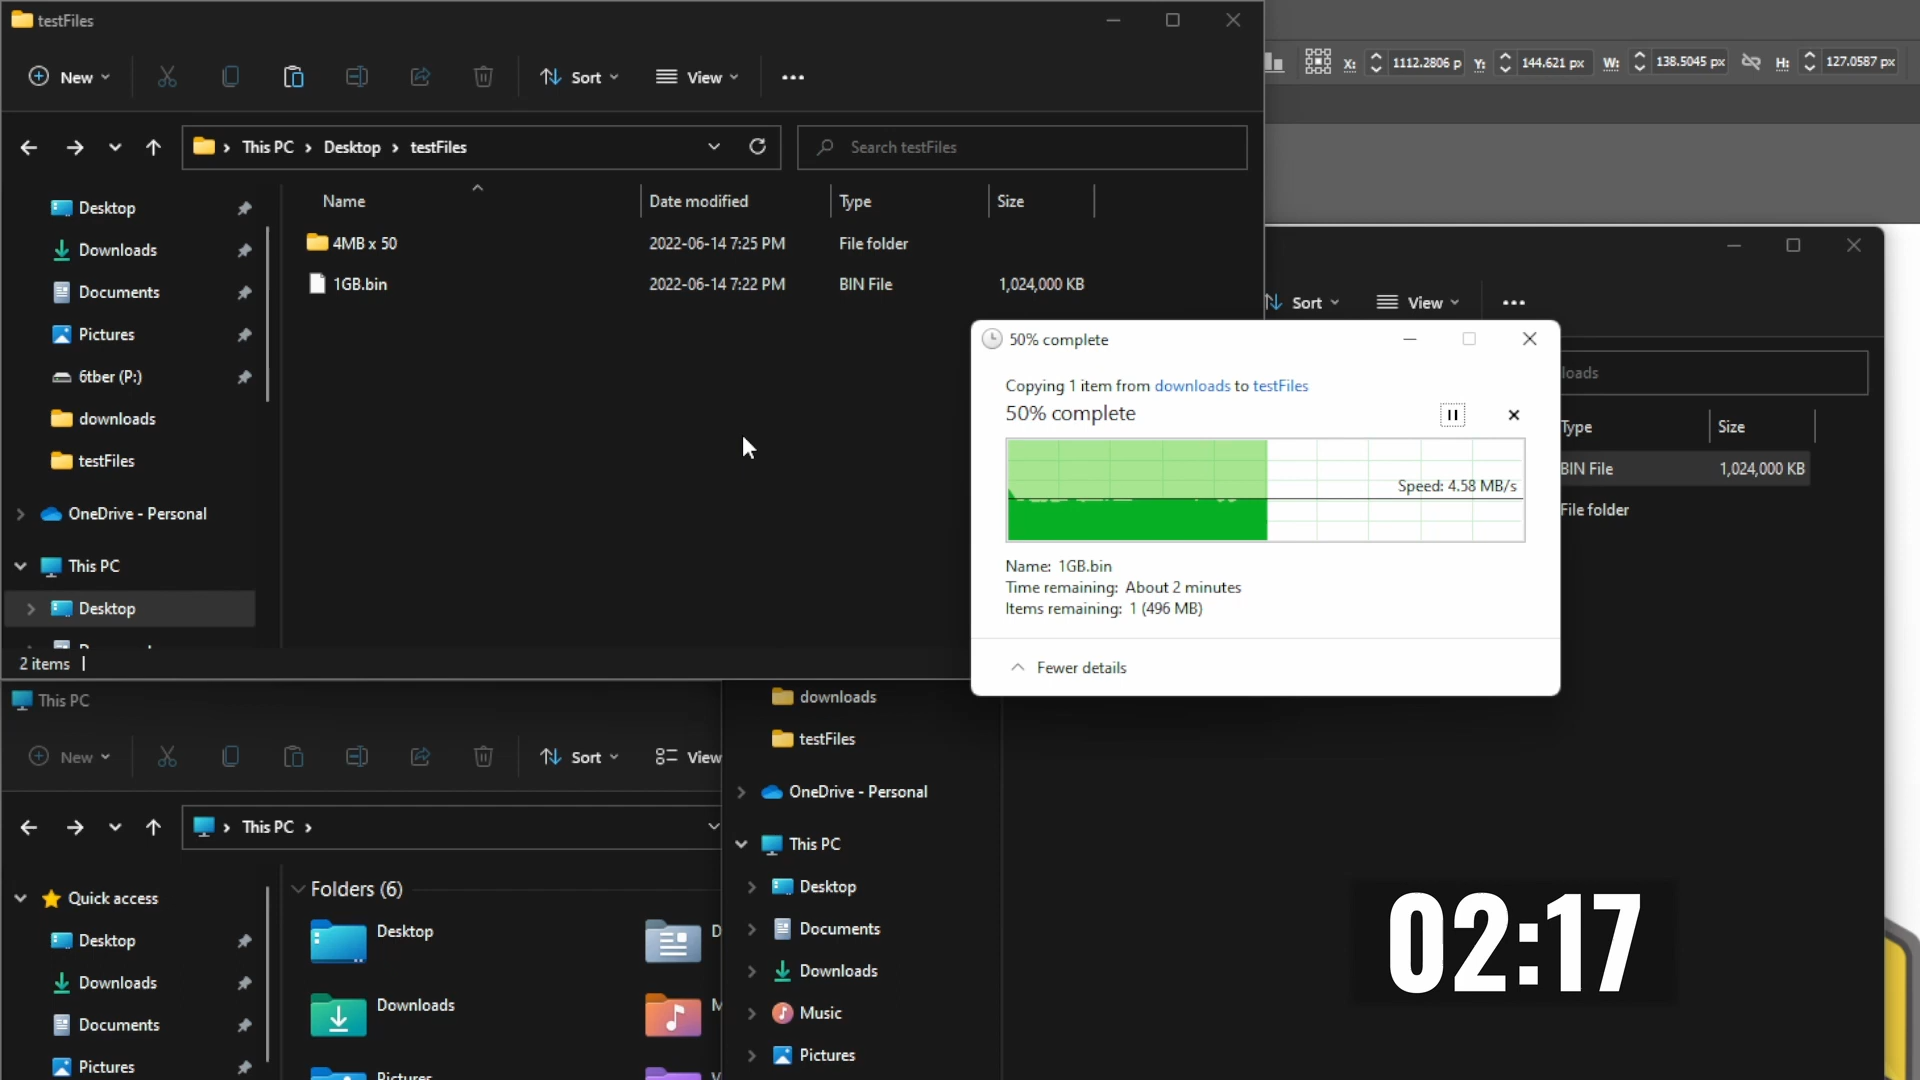 testFiles
New
Sort
View
X:
1112.2806 p
Y:
144.621 px
W:
138.5045 px
H:
127.0587 px
This PC
Desktop
testFiles
Search testFiles
Desktop
Downloads
Documents
Pictures
6tber (P:)
downloads
testFiles
OneDrive - Personal
This PC
Desktop
Name
Date modified
Type
Size
4MB x 50
2022-06-14 7:25 PM
File folder
1GB.bin
2022-06-14 7:22 PM
BIN File
1,024,000 KB
2 items
Sort
View
loads
Type
Size
BIN File
1,024,000 KB
File folder
50% complete
Copying 1 item from downloads to testFiles
50% complete
Speed: 4.58 MB/s
Name: 1GB.bin
Time remaining: About 2 minutes
Items remaining: 1 (496 MB)
Fewer details
This PC
New
Sort
View
This PC
Quick access
Desktop
Downloads
Documents
Pictures
Folders (6)
Desktop
D
Downloads
M
Pictures
downloads
testFiles
OneDrive - Personal
This PC
Desktop
Documents
Downloads
Music
Pictures
02:17